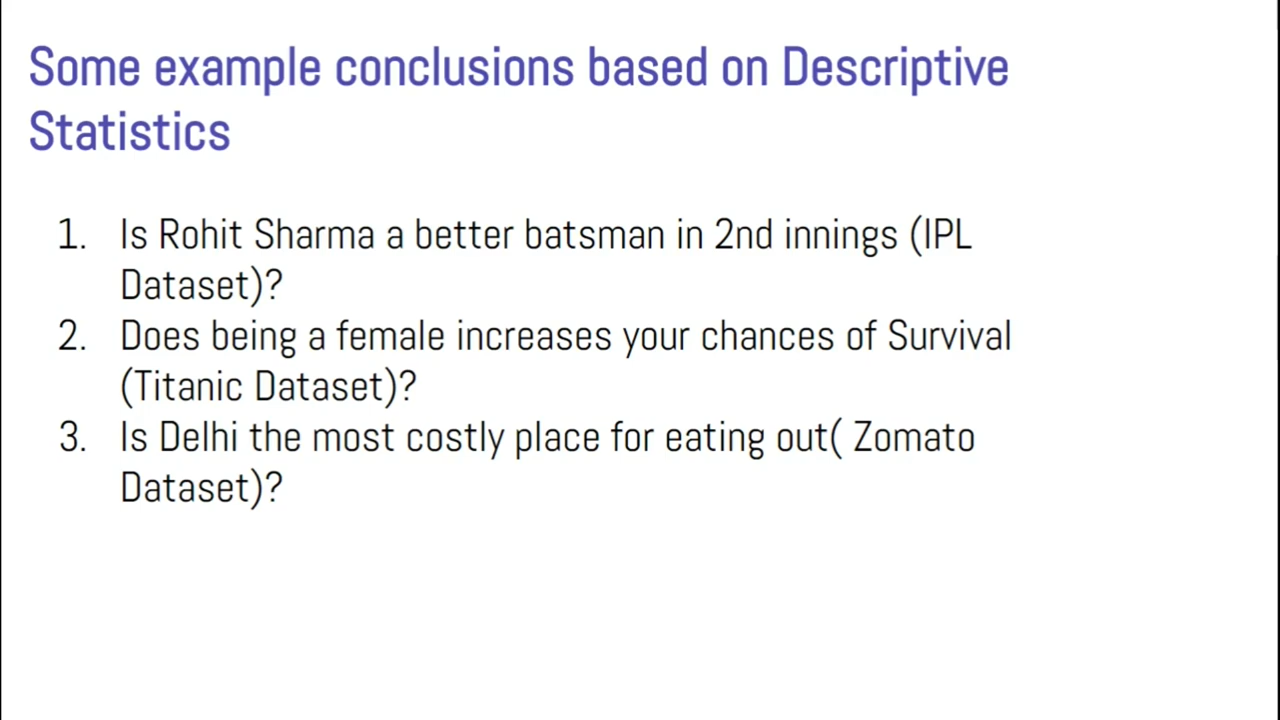 Some example conclusions based on Descriptive
Statistics
1. Is Rohit Sharma a better batsman in 2nd innings (IPL
Dataset)?
2. Does being a female increases your chances of Survival
(Titanic Dataset)?
3. Is Delhi the most costly place for eating out( Zomato
Dataset)?